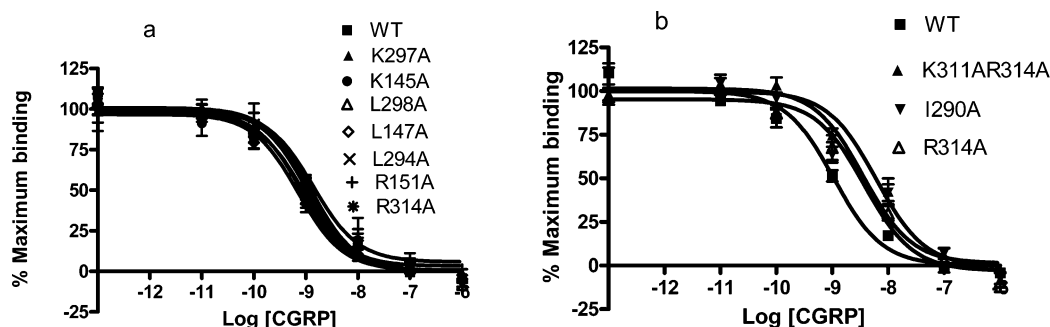 a
WT
K297A
K145A
L298A
L147A
L294A
R151A
R314A
% Maximum binding
125
100
75
50
25
0
-25
-12 -11 -10 -9 -8 -7 -6
Log [CGRP]
b
WT
K311AR314A
I290A
R314A
% Maximum binding
125
100
75
50
25
0
-25
-12 -11 -10 -9 -8 -7 -6
Log [CGRP]